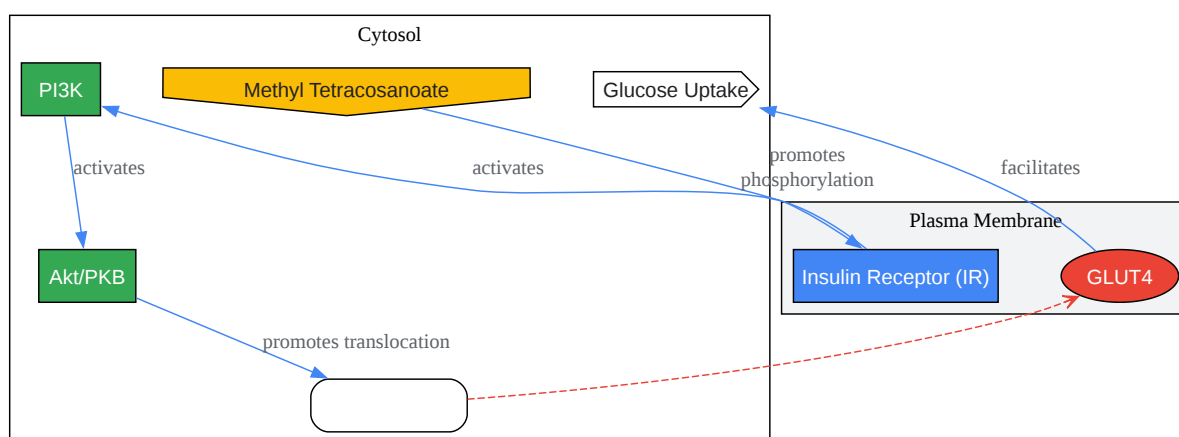 Cytosol
PI3K
Methyl Tetracosanoate
Glucose Uptake
activates
activates
promotes
phosphorylation
facilitates
Plasma Membrane
Akt/PKB
Insulin Receptor (IR)
GLUT4
promotes translocation